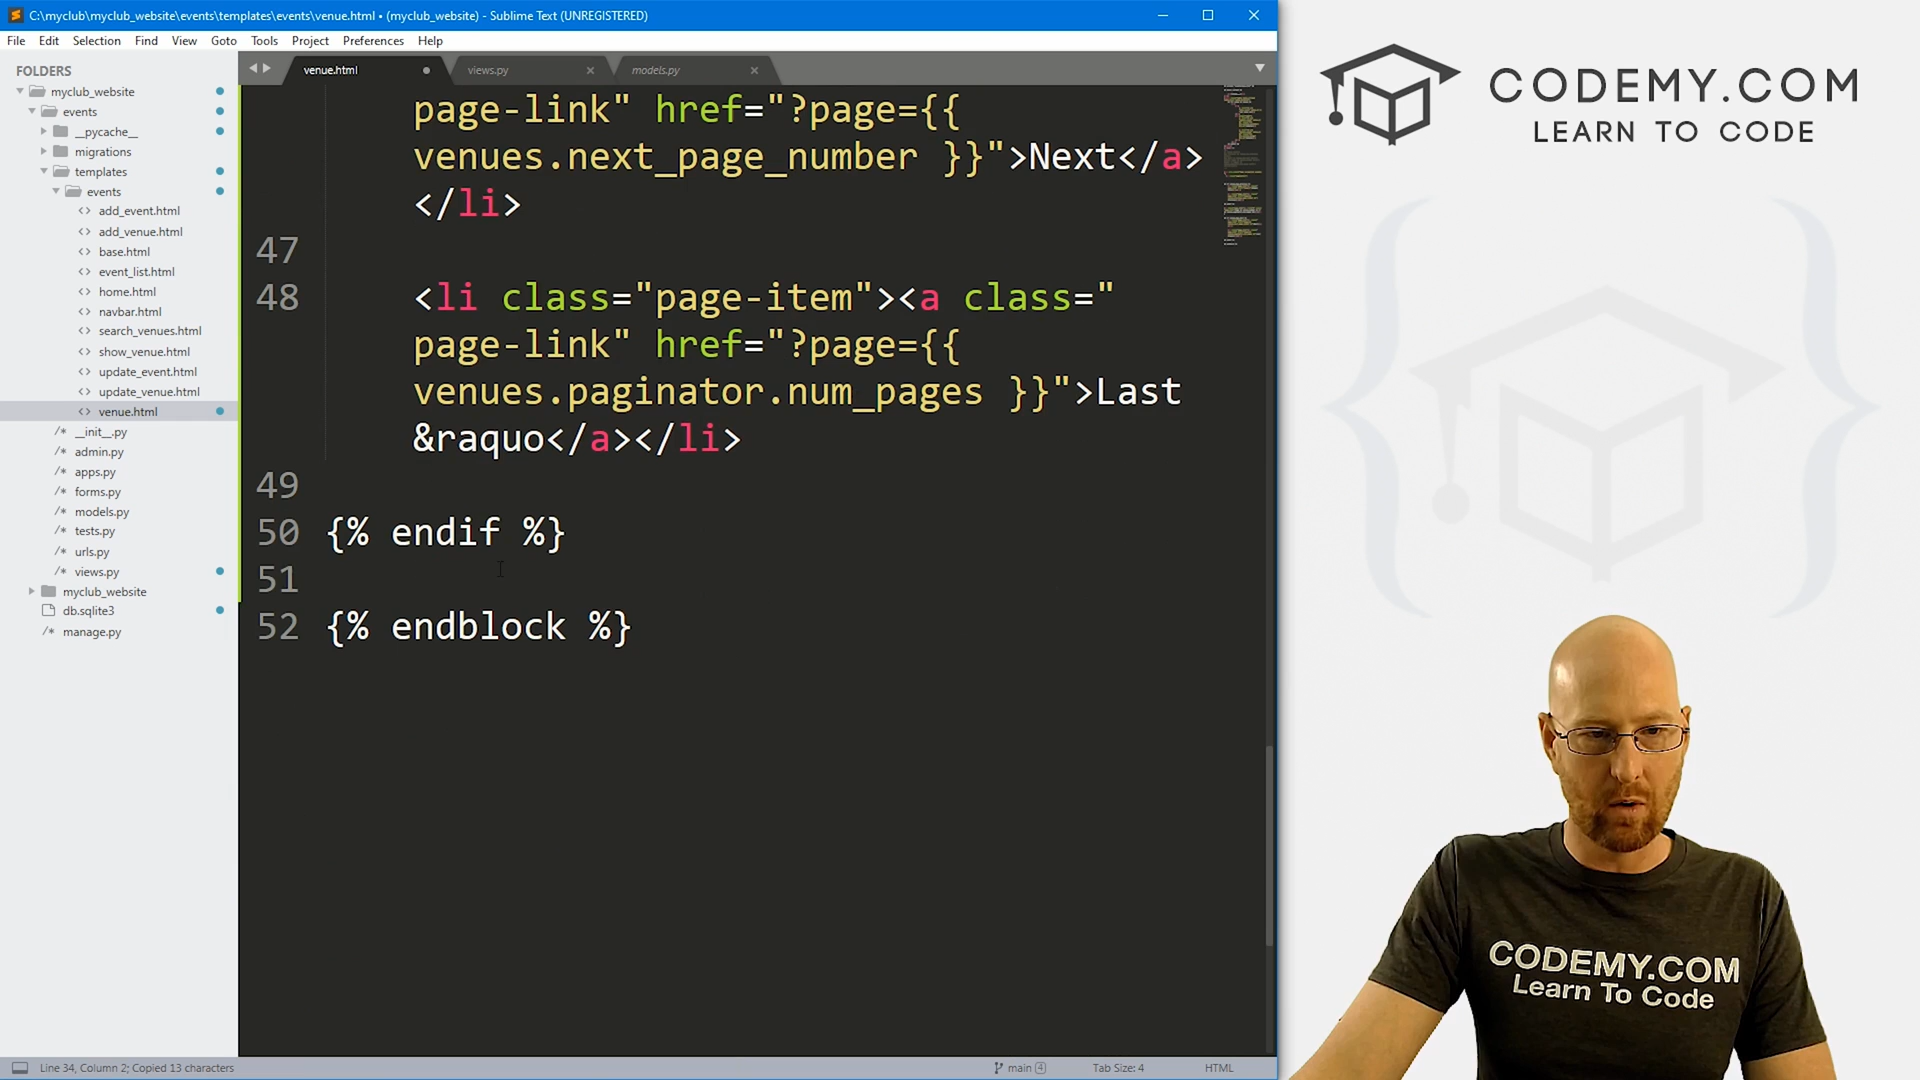 C:\myclub\myclub_website\events\templates\events\venue.html • (myclub_website) - Sublime Text (UNREGISTERED)
File Edit Selection Find View Goto Tools Project Preferences Help
FOLDERS
myclub_website
events
__pycache__
migrations
templates
events
add_event.html
add_venue.html
base.html
event_list.html
home.html
navbar.html
search_venues.html
show_venue.html
update_event.html
update_venue.html
venue.html
__init__.py
admin.py
apps.py
forms.py
models.py
tests.py
urls.py
views.py
myclub_website
db.sqlite3
manage.py
venue.html views.py models.py
page-link" href="?page={{
venues.next_page_number }}">Next</a>
</li>
47
48 <li class="page-item"><a class="
page-link" href="?page={{
venues.paginator.num_pages }}">Last
&raquo</a></li>
49
50 {% endif %}
51
52 {% endblock %}
Line 34, Column 2; Copied 13 characters
main 4
Tab Size: 4
HTML
CODEMY.COM
LEARN TO CODE
CODEMY.COM
Learn To Code